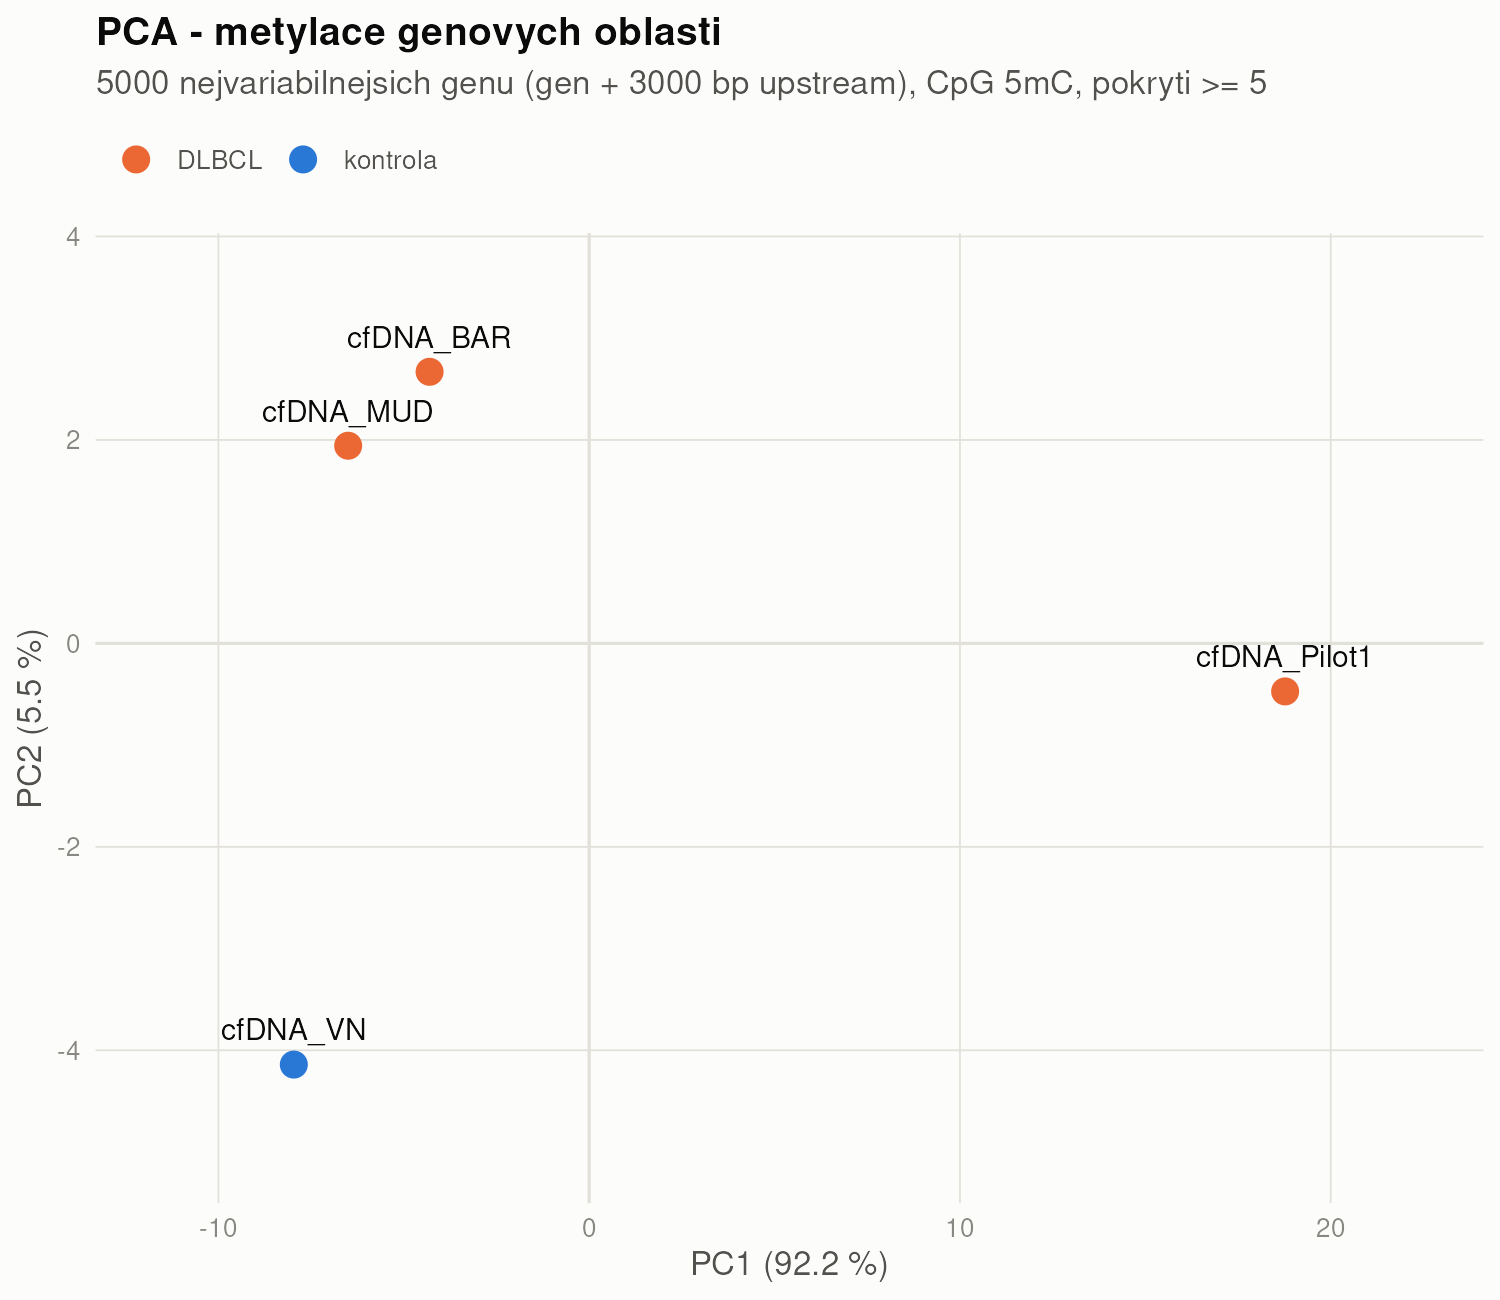 PCA - metylace genovych oblasti
5000 nejvariabilnejsich genu (gen + 3000 bp upstream), CpG 5mC, pokryti >= 5
DLBCL kontrola
4
cfDNA_BAR
cfDNA_MUD
2
0
cfDNA_Pilot1
PC2 (5.5 %)
-2
cfDNA_VN
-4
-10 0 10 20
PC1 (92.2 %)